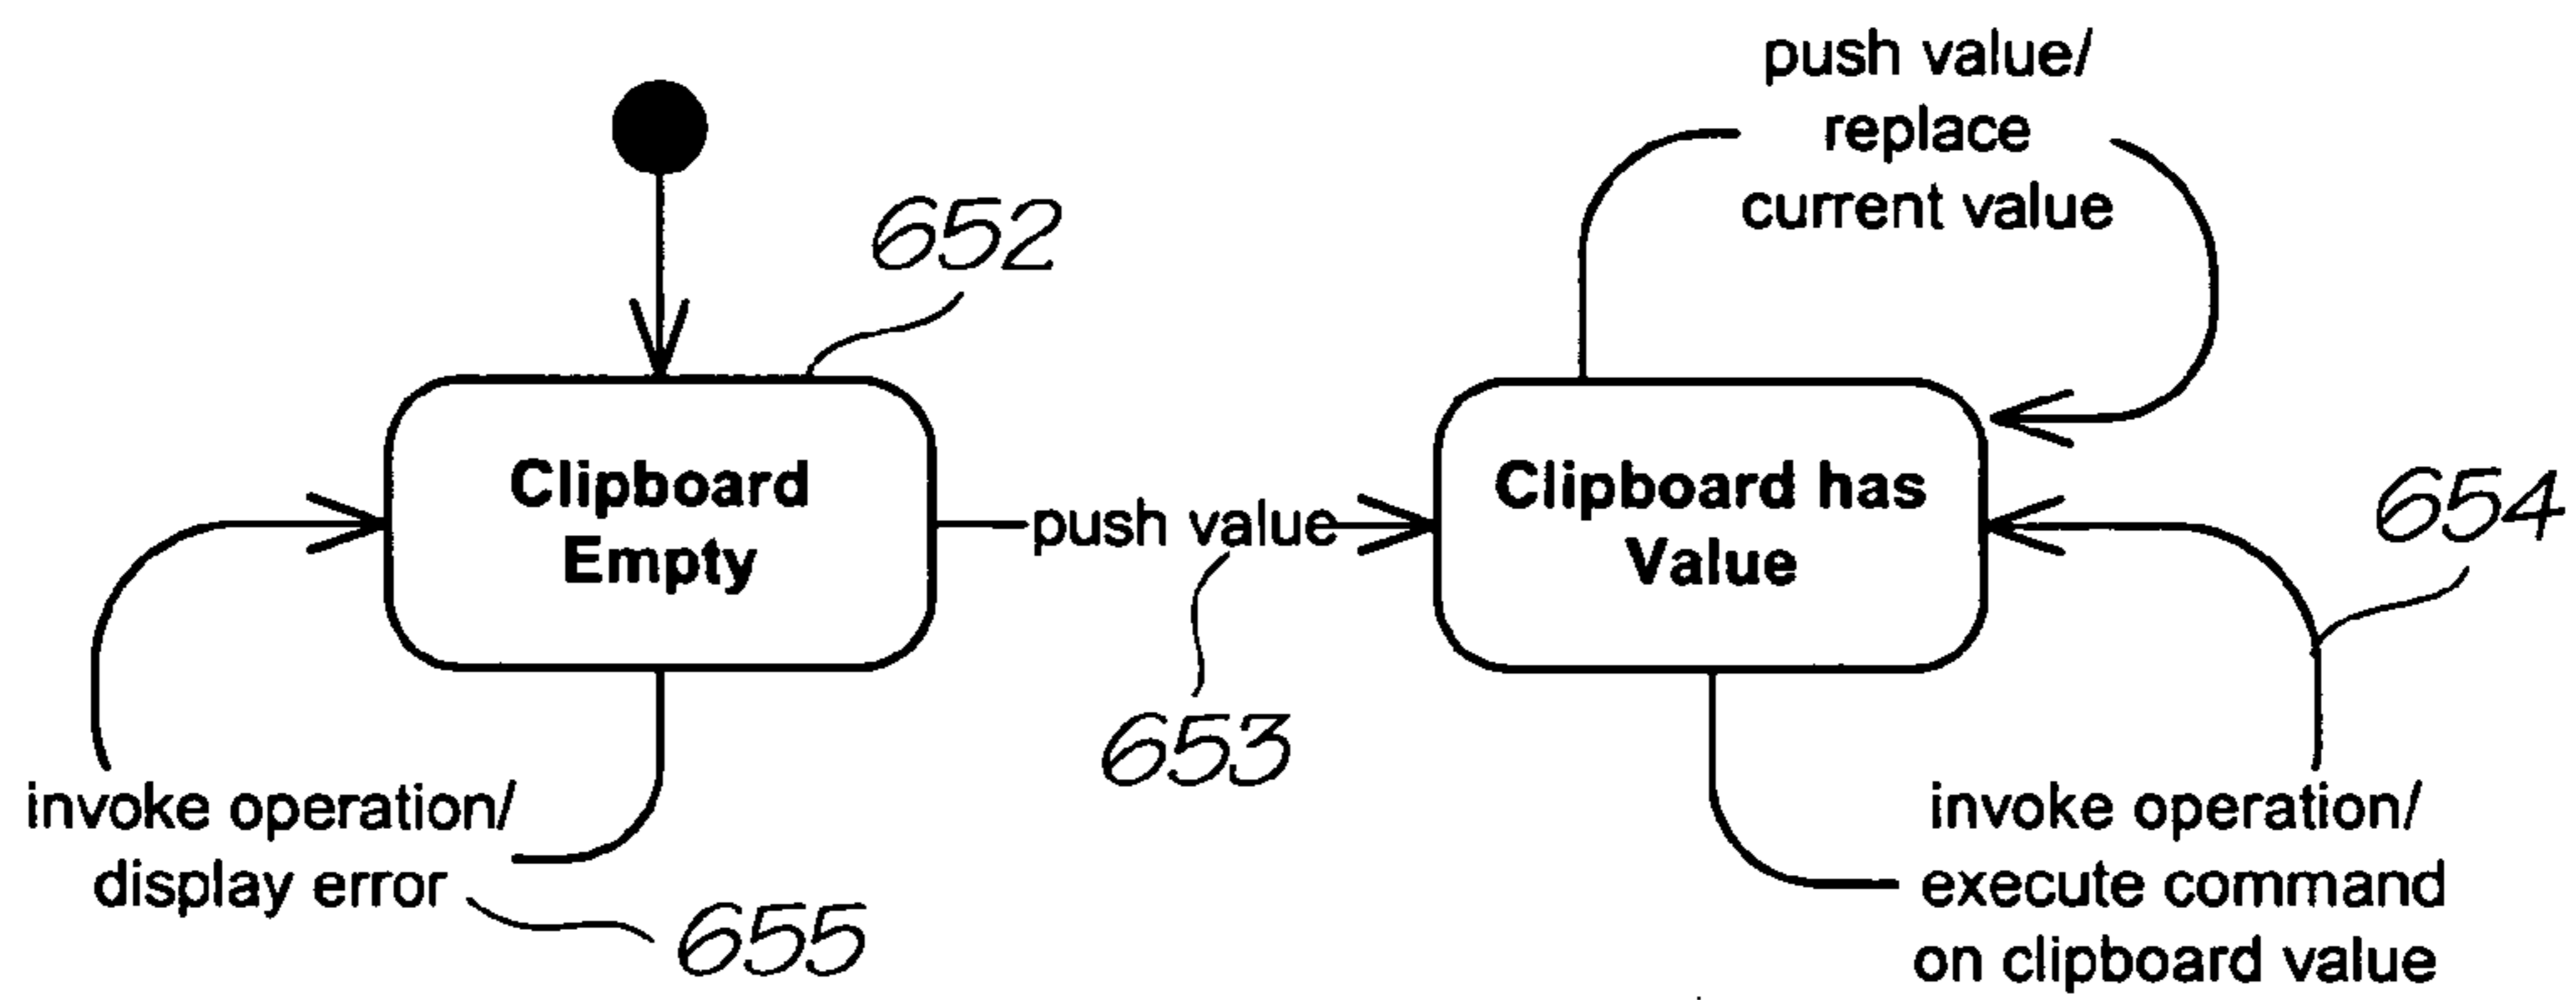 push value/
replace
current value
652
Clipboard
Empty
push value
Clipboard has
Value
654
653
invoke operation/
display error
655
invoke operation/
execute command
on clipboard value